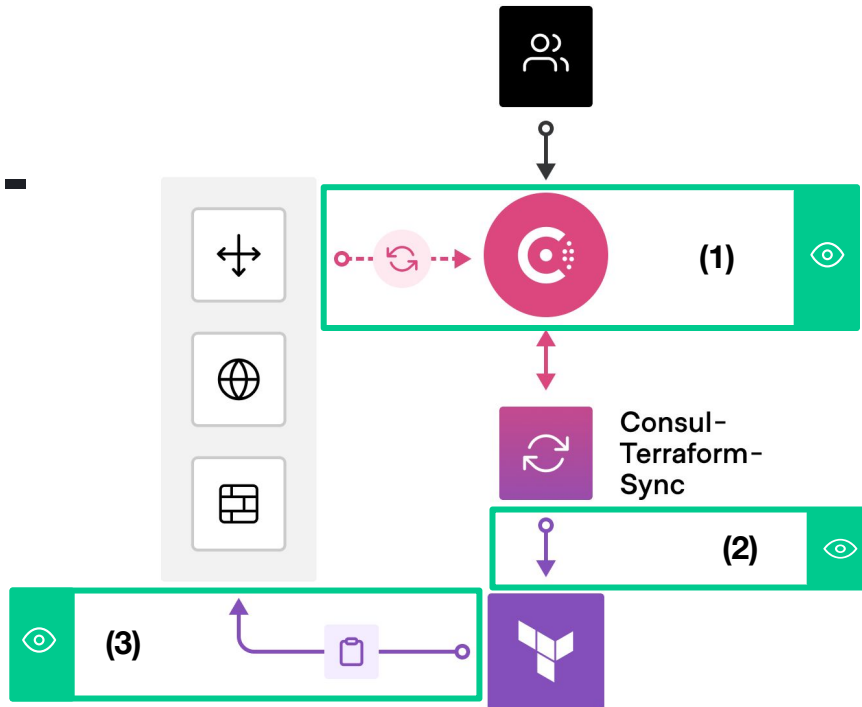 (1)
Consul-
Terraform-
Sync
(2)
(3)